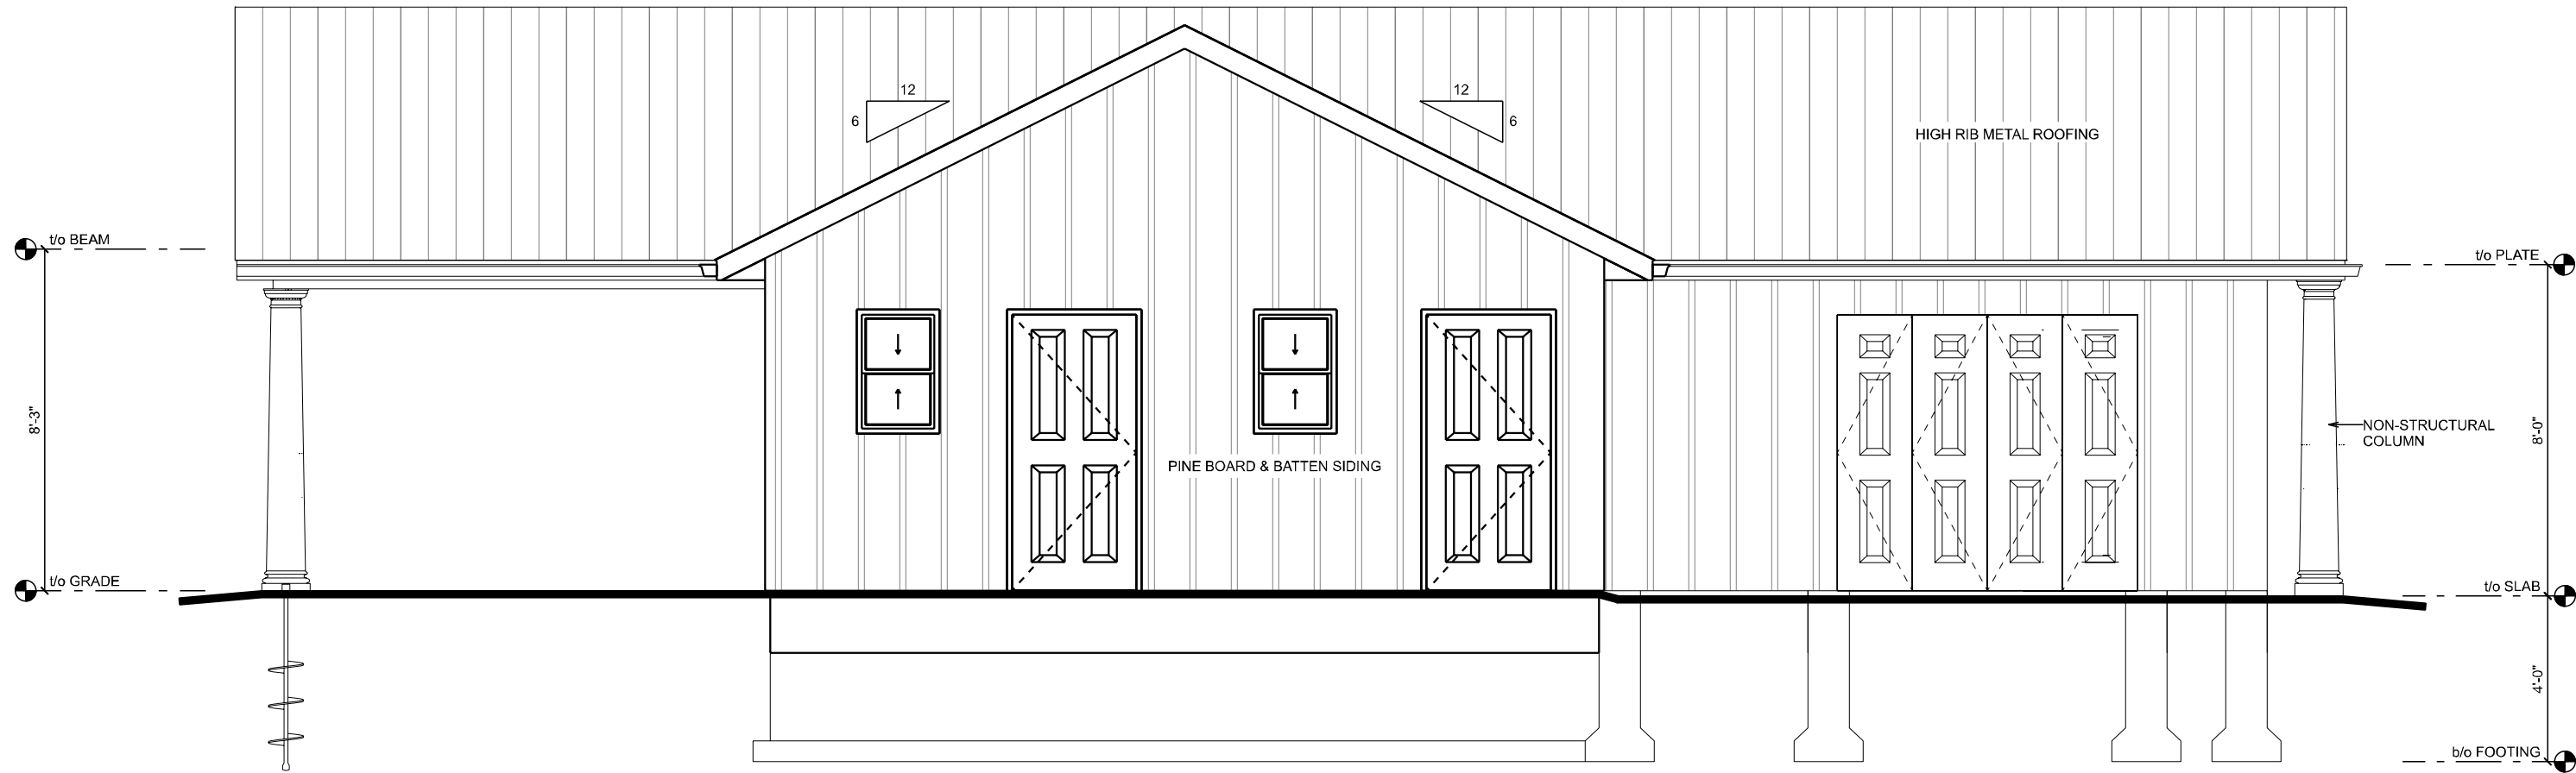 12
6
12
6
HIGH RIB METAL ROOFING
t/o BEAM
t/o PLATE
8'-3"
NON-STRUCTURAL
COLUMN
8'-0"
PINE BOARD & BATTEN SIDING
t/o GRADE
t/o SLAB
4'-0"
b/o FOOTING